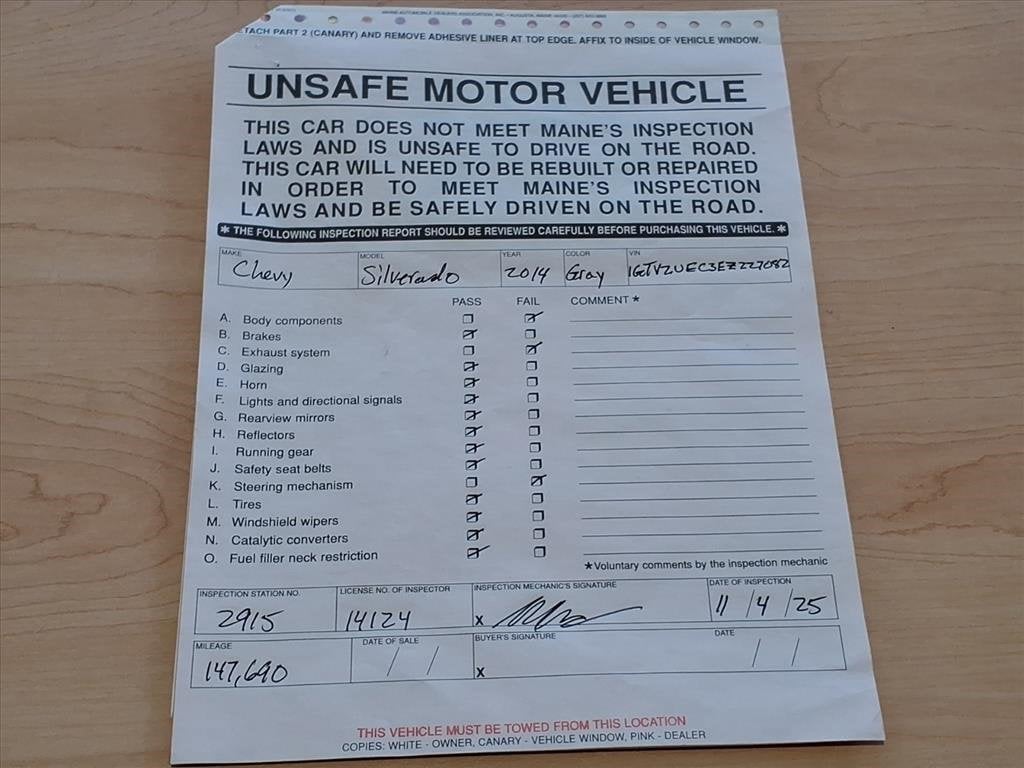 ETACH PART 2 (CANARY) AND REMOVE ADHESIVE LINER AT TOP EDGE. AFFIX TO INSIDE OF VEHICLE WINDOW.
UNSAFE MOTOR VEHICLE
THIS CAR DOES NOT MEET MAINE'S INSPECTION
LAWS AND IS UNSAFE TO DRIVE ON THE ROAD.
THIS CAR WILL NEED TO BE REBUILT OR REPAIRED
IN ORDER TO MEET MAINE'S INSPECTION
LAWS AND BE SAFELY DRIVEN ON THE ROAD.
* THE FOLLOWING INSPECTION REPORT SHOULD BE REVIEWED CAREFULLY BEFORE PURCHASING THIS VEHICLE. *
MAKE MODEL YEAR COLOR VIN
Chevy Silverado 2014 Gray
PASS FAIL COMMENT *
A. Body components
B. Brakes
C. Exhaust system
D. Glazing
E. Horn
F. Lights and directional signals
G. Rearview mirrors
H. Reflectors
I. Running gear
J. Safety seat belts
K. Steering mechanism
L. Tires
M. Windshield wipers
N. Catalytic converters
O. Fuel filler neck restriction
*Voluntary comments by the inspection mechanic
INSPECTION STATION NO. LICENSE NO. OF INSPECTOR INSPECTION MECHANIC'S SIGNATURE DATE OF INSPECTION
2915 14124 X 11/4/25
MILEAGE DATE OF SALE BUYER'S SIGNATURE DATE
147,690 / / X / /
THIS VEHICLE MUST BE TOWED FROM THIS LOCATION
COPIES: WHITE - OWNER, CANARY - VEHICLE WINDOW, PINK - DEALER